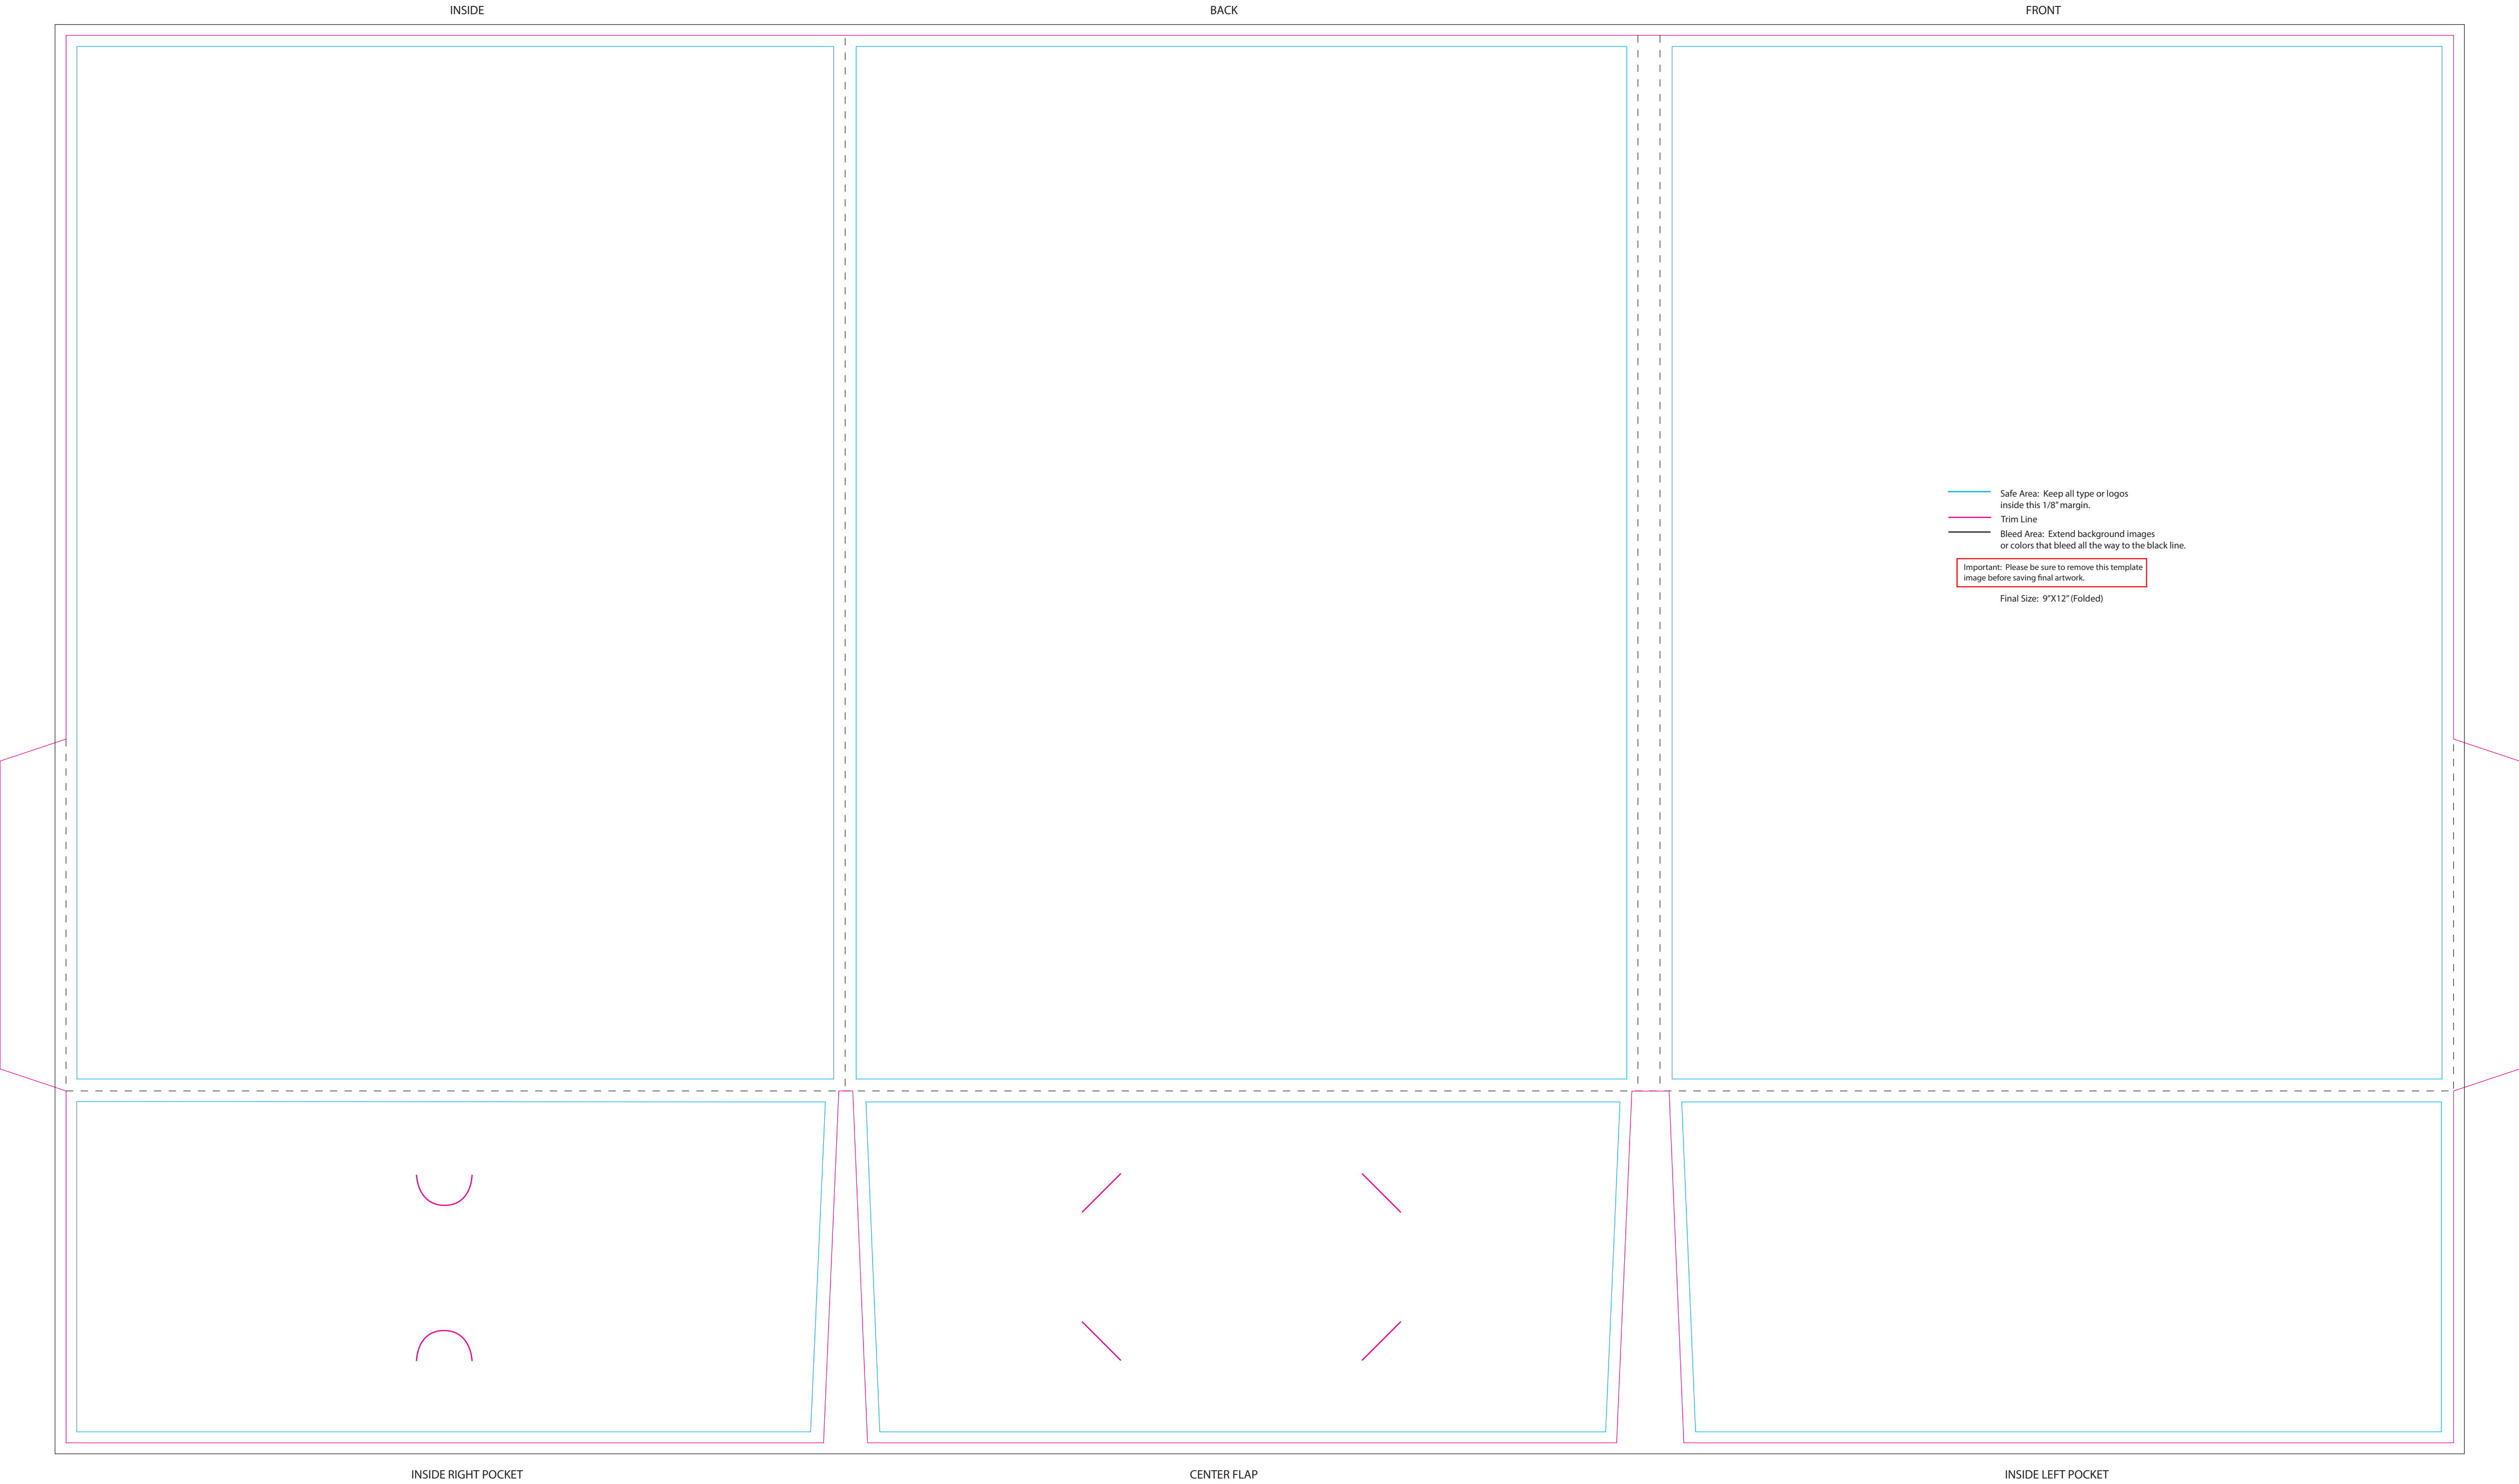 INSIDE
BACK
FRONT
Safe Area:  Keep all type or logos
inside this 1/8" margin.
Trim Line
Bleed Area:  Extend background images
or colors that bleed all the way to the black line.
Important:  Please be sure to remove this template
image before saving final artwork.
Final Size:  9"X12" (Folded)
INSIDE RIGHT POCKET
CENTER FLAP
INSIDE LEFT POCKET